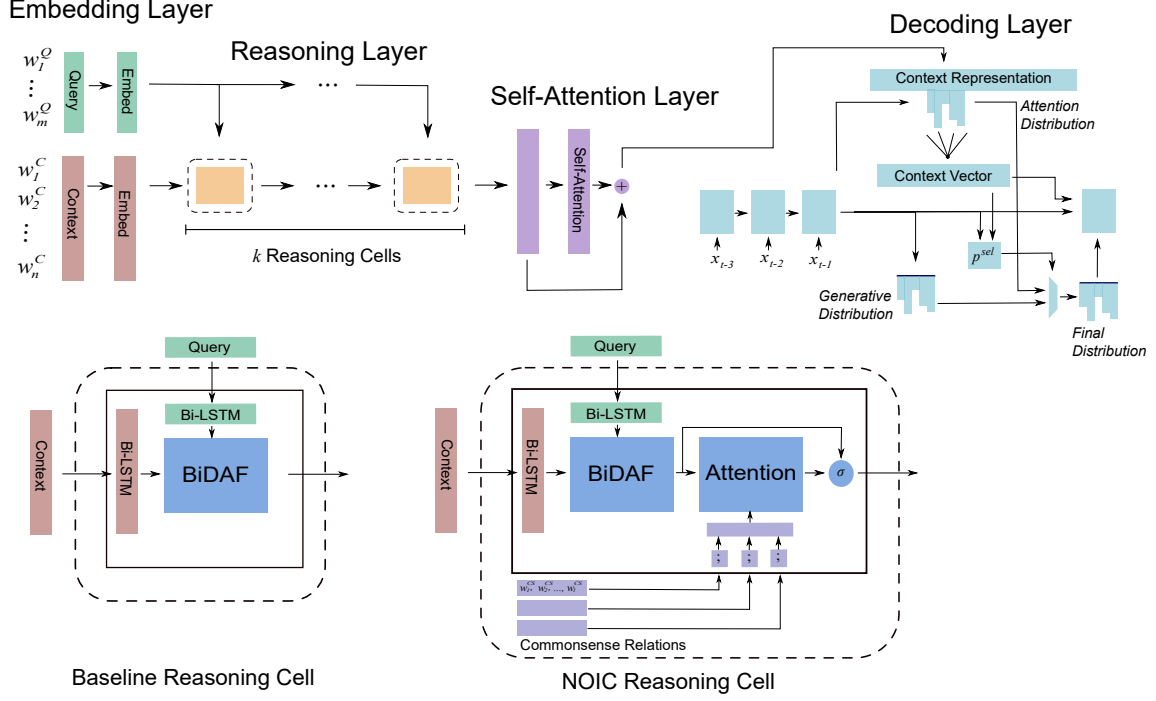 Embedding Layer
Reasoning Layer
Self-Attention Layer
Decoding Layer
w_1^Q
...
w_m^Q
Query
Embed
w_1^C
w_2^C
...
w_n^C
Context
Embed
...
...
k Reasoning Cells
Self-Attention
+
Context Representation
Attention
Distribution
Context Vector
x_{t-3}
x_{t-2}
x_{t-1}
p^{sel}
Generative
Distribution
Final
Distribution
Query
Bi-LSTM
Context
Bi-LSTM
BiDAF
Baseline Reasoning Cell
Query
Bi-LSTM
Context
Bi-LSTM
BiDAF
Attention
σ
; ; ;
w_1^{CS}, w_2^{CS}, ..., w_l^{CS}
Commonsense Relations
NOIC Reasoning Cell